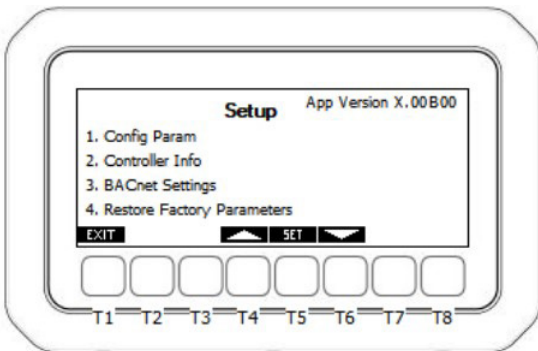 Setup App Version X.00B00
1. Config Param
2. Controller Info
3. BACnet Settings
4. Restore Factory Parameters
EXIT SET
T1 T2 T3 T4 T5 T6 T7 T8